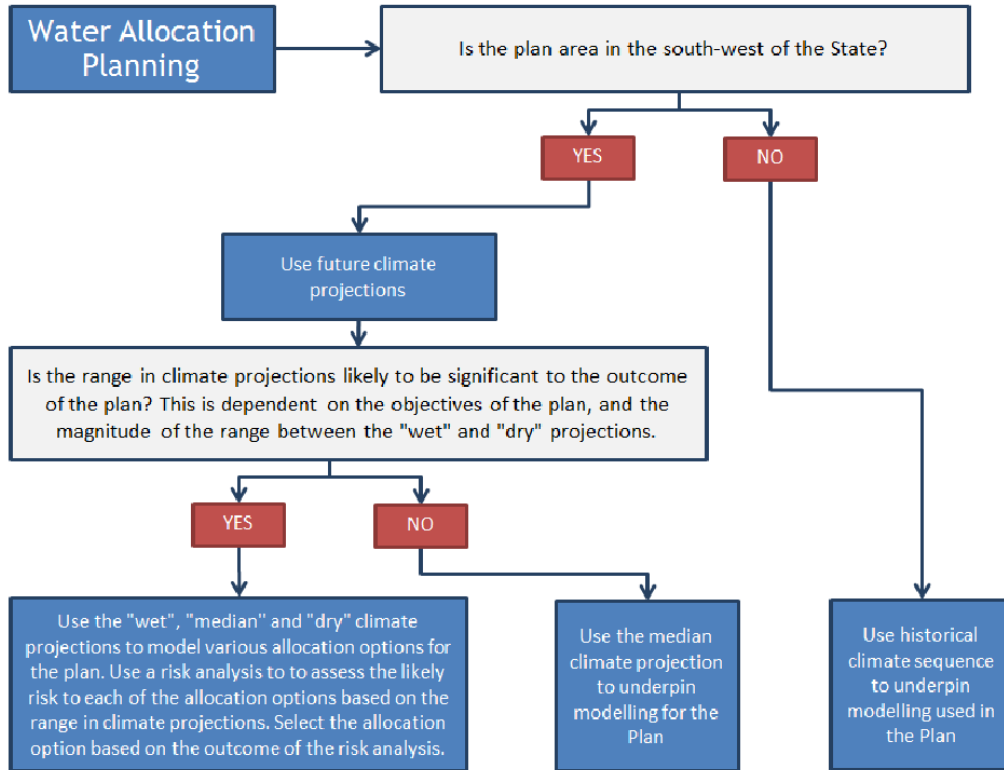 Water Allocation
Planning
Is the plan area in the south-west of the State?
YES
NO
Use future climate
projections
Is the range in climate projections likely to be significant to the outcome
of the plan? This is dependent on the objectives of the plan, and the
magnitude of the range between the "wet" and "dry" projections.
YES
NO
Use the "wet", "median" and "dry" climate
projections to model various allocation options for
the plan. Use a risk analysis to to assess the likely
risk to each of the allocation options based on the
range in climate projections. Select the allocation
option based on the outcome of the risk analysis.
Use the median
climate projection
to underpin
modelling for the
Plan
Use historical
climate sequence
to underpin
modelling used in
the Plan